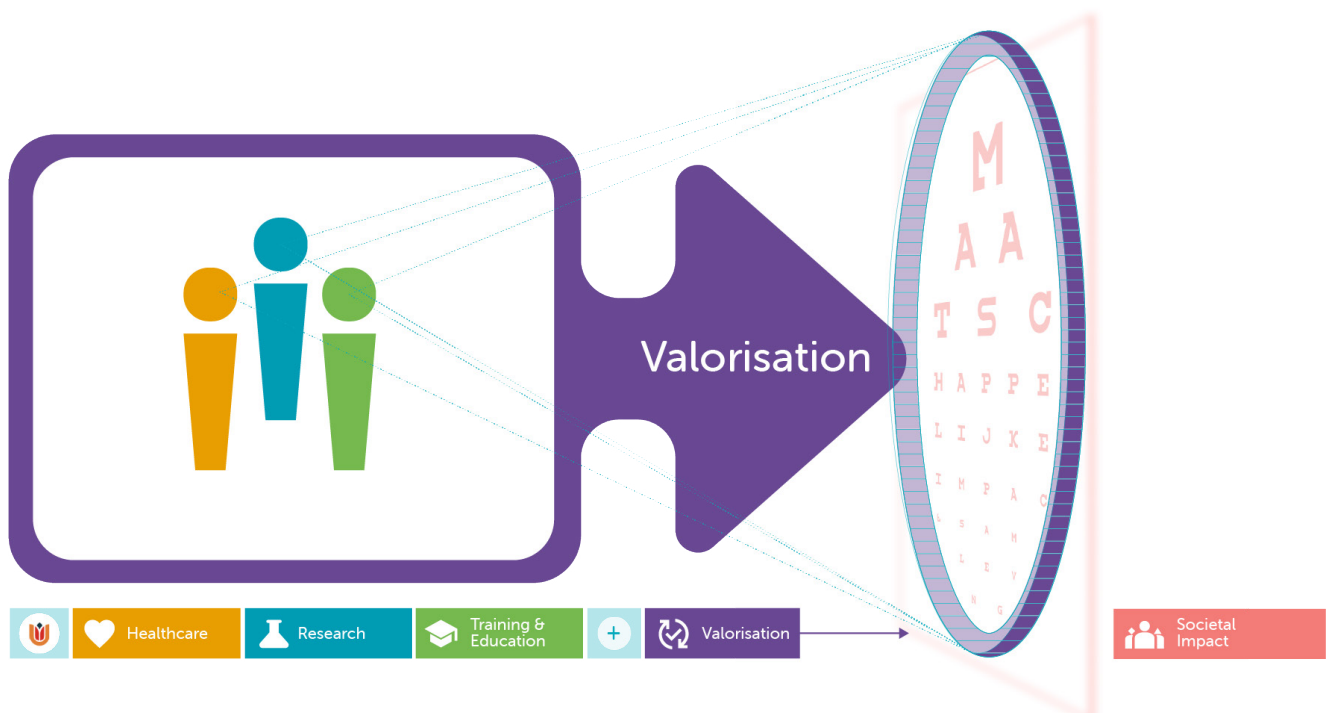 M
A A
T S C
H A P P E
L I J K E
I M P A C
S A M
E
N G
Valorisation
Healthcare
Research
Training &
Education
+
Valorisation
Societal
Impact